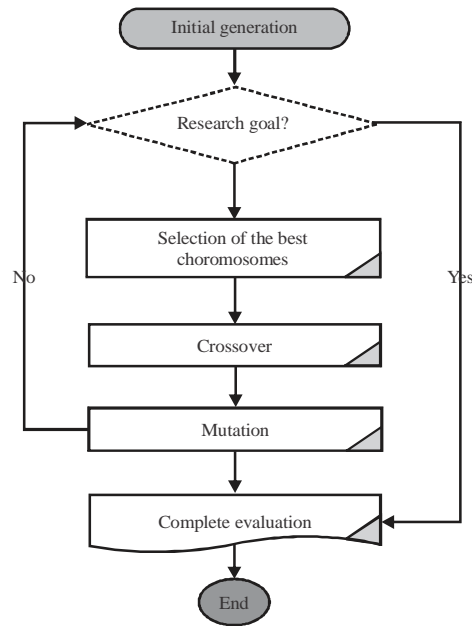 Initial generation
Research goal?
Selection of the best
choromosomes
No
Yes
Crossover
Mutation
Complete evaluation
End